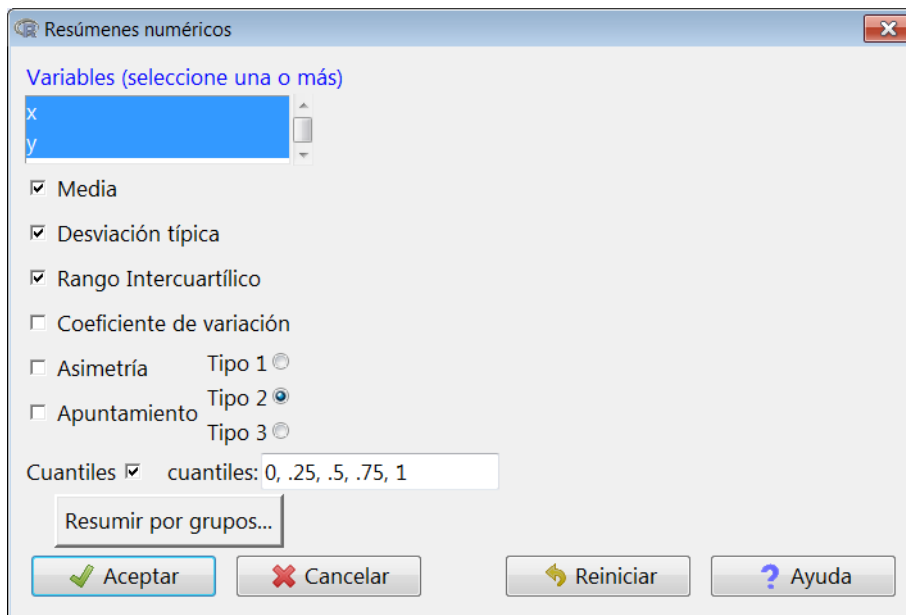 Resúmenes numéricos
Variables (seleccione una o más)
x
y
Media
Desviación típica
Rango Intercuartílico
Coeficiente de variación
Asimetría
Apuntamiento
Tipo 1
Tipo 2
Tipo 3
Cuantiles cuantiles: 0, .25, .5, .75, 1
Resumir por grupos...
Aceptar Cancelar Reiniciar Ayuda